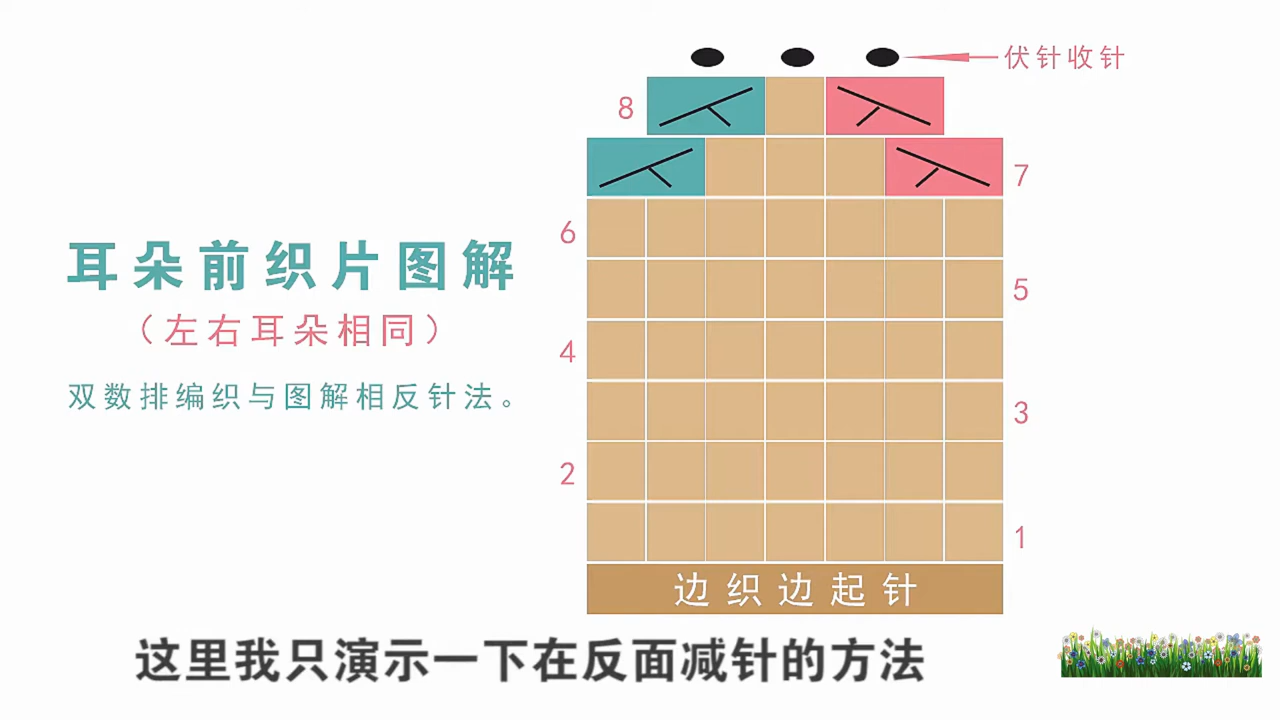 伏针收针
8
7
6
耳朵前织片图解
5
（左右耳朵相同）
4
双数排编织与图解相反针法。
3
2
1
边织边起针
这里我只演示一下在反面减针的方法